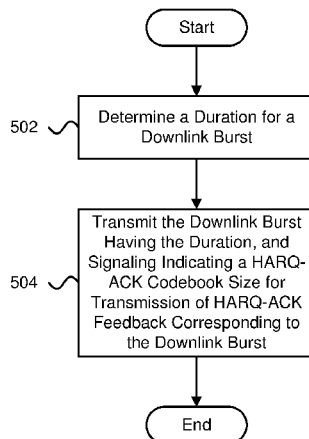 Start
502
Determine a Duration for a
Downlink Burst
504
Transmit the Downlink Burst
Having the Duration, and
Signaling Indicating a HARQ-
ACK Codebook Size for
Transmission of HARQ-ACK
Feedback Corresponding to
the Downlink Burst
End